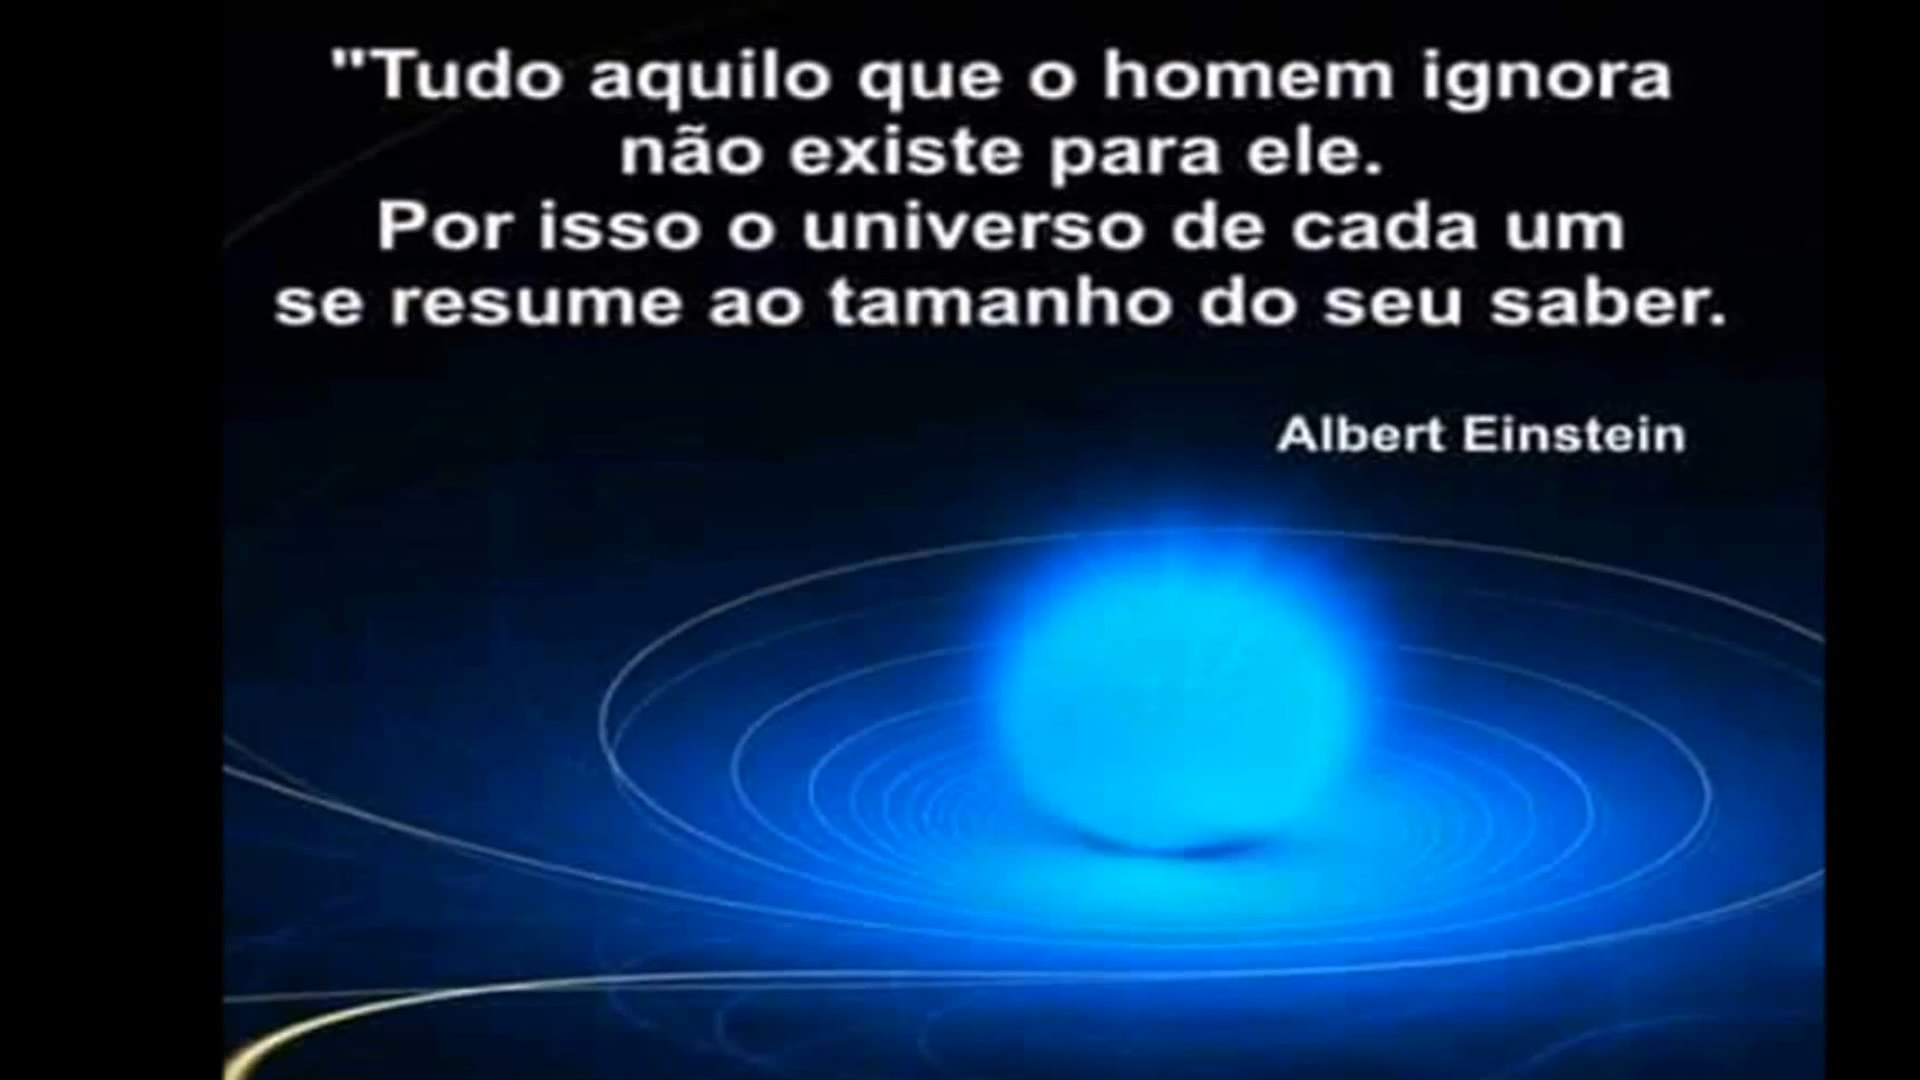 "Tudo aquilo que o homem ignora
não existe para ele.
Por isso o universo de cada um
se resume ao tamanho do seu saber.
Albert Einstein